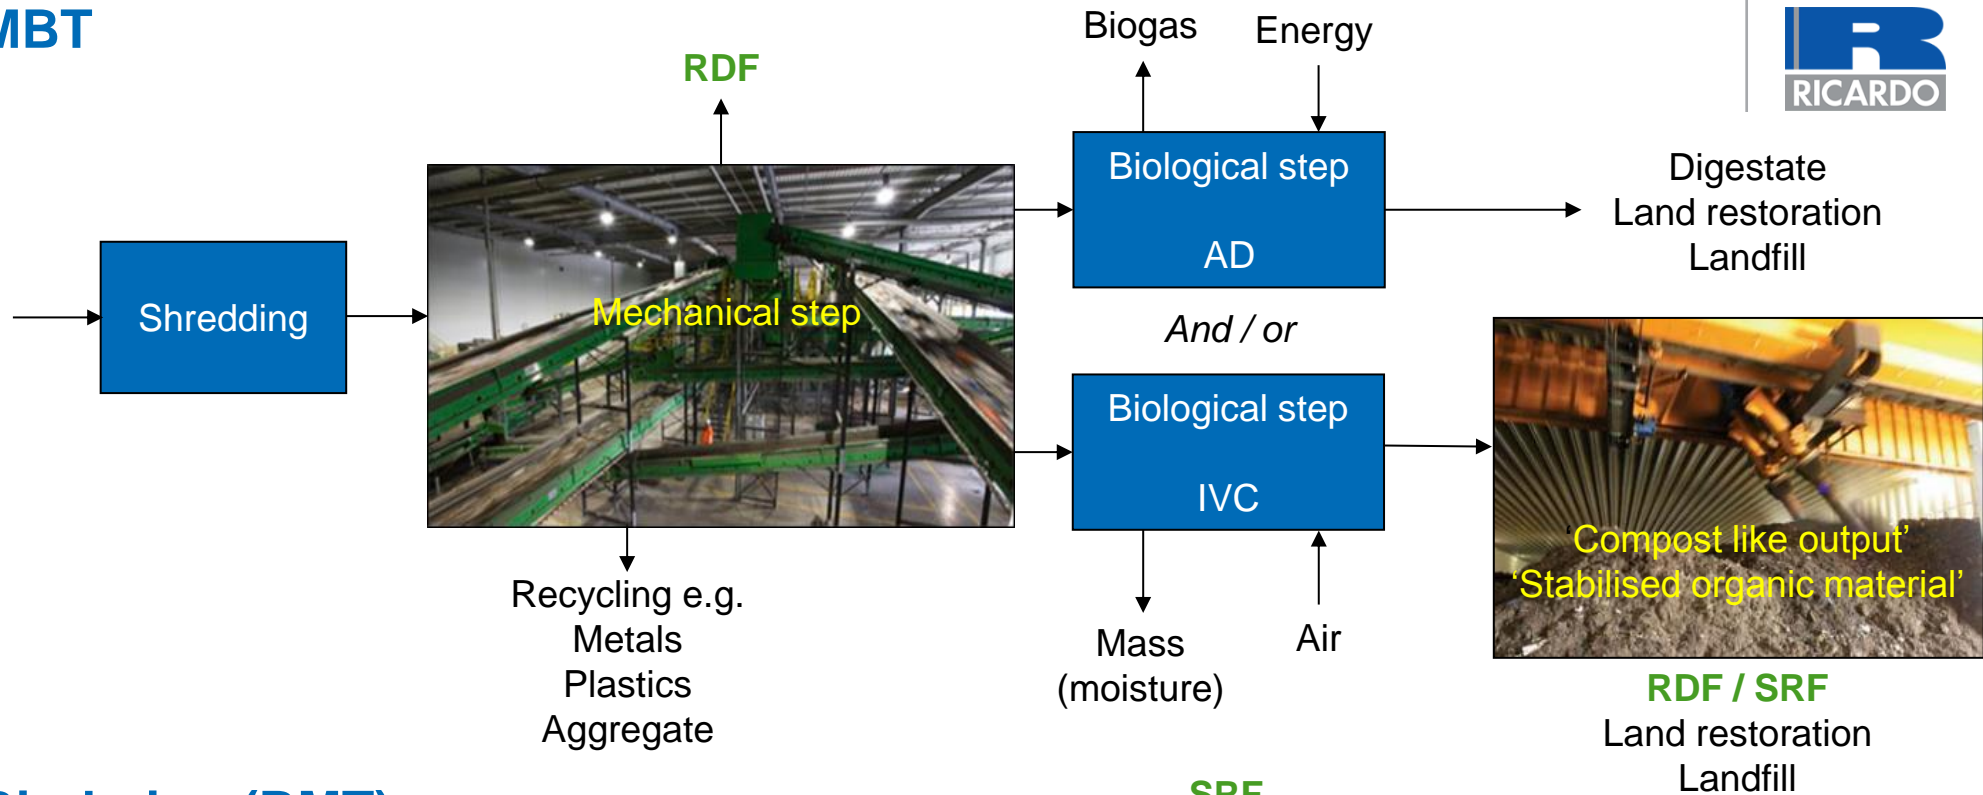 MBT
Biogas
Energy
RDF
RICARDO
Biological step
AD
Digestate
Land restoration
Landfill
Shredding
Mechanical step
And / or
Biological step
IVC
‘Compost like output’
‘Stabilised organic material’
Recycling e.g.
Metals
Plastics
Aggregate
Mass
(moisture)
Air
RDF / SRF
Land restoration
Landfill
(BMT)
SRF